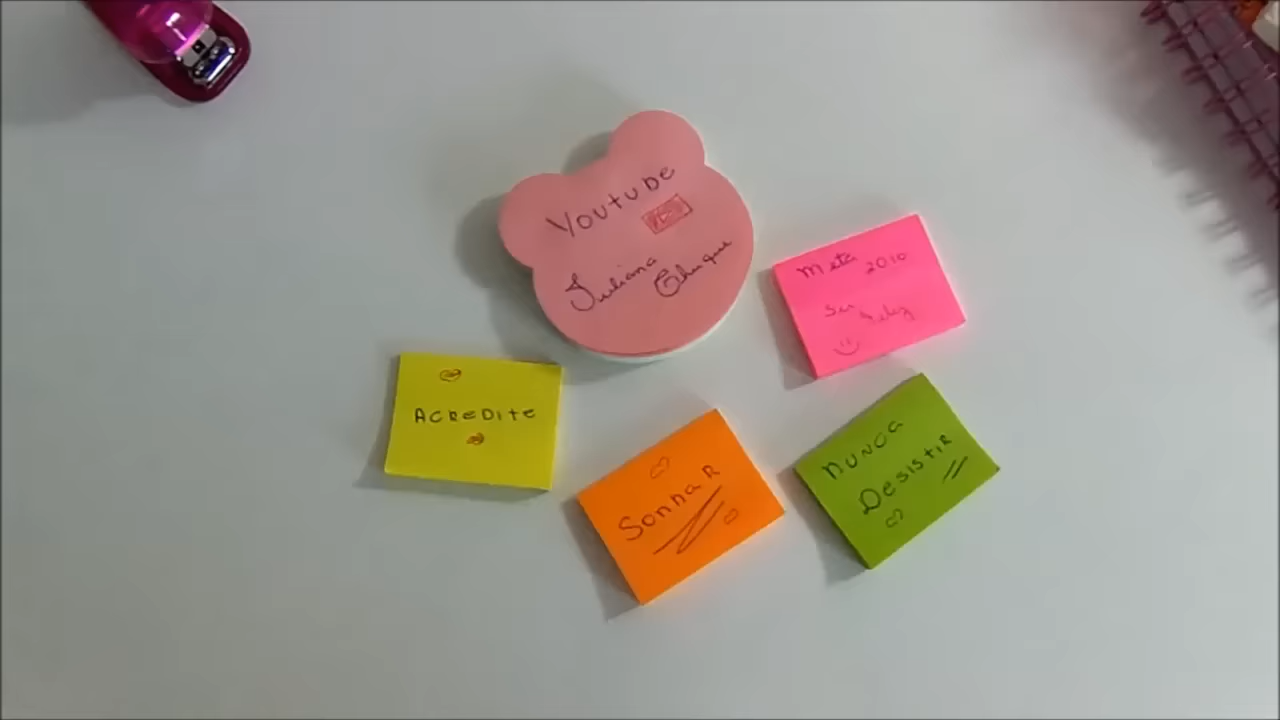 Youtube
Juliana
Meta 2010
Ser feliz
ACREDITE
Sonhar
nunca
Desistir